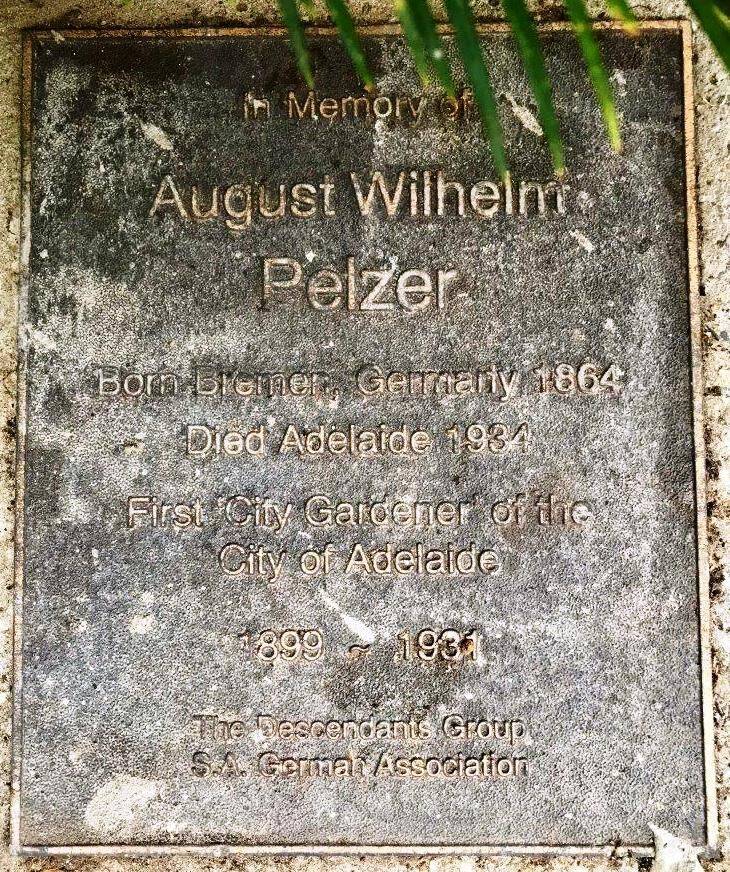 In Memory of
August Wilhelm
Pelzer
Born Bremen, Germany 1864
Died Adelaide 1934
First 'City Gardener' of the
City of Adelaide
1899 ~ 1931
The Descendants Group
S.A. German Association